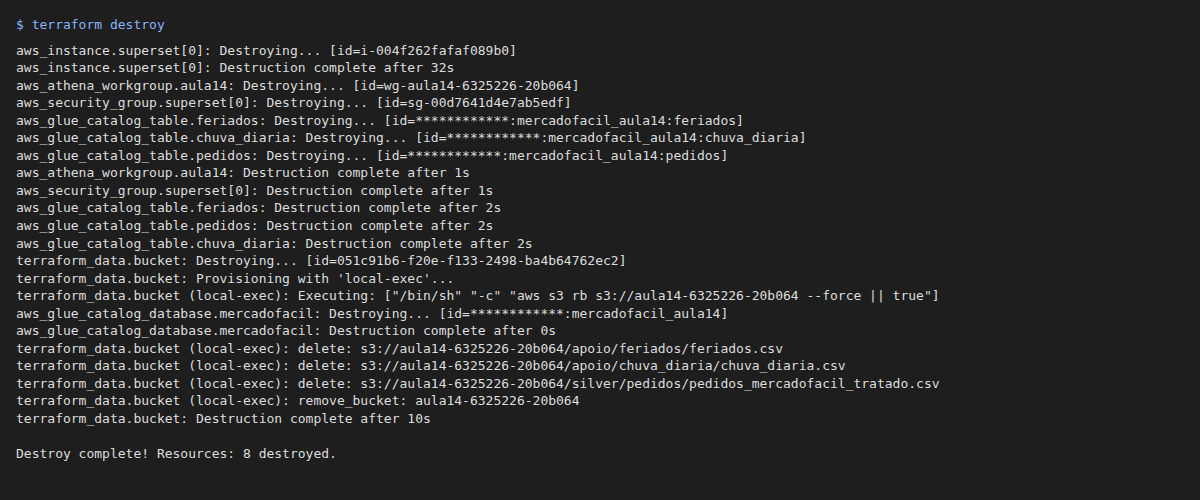 $ terraform destroy
aws_instance.superset[0]: Destroying... [id=i-004f262fafaf089b0]
aws_instance.superset[0]: Destruction complete after 32s
aws_athena_workgroup.aula14: Destroying... [id=wg-aula14-6325226-20b064]
aws_security_group.superset[0]: Destroying... [id=sg-00d7641d4e7ab5edf]
aws_glue_catalog_table.feriados: Destroying... [id=************:mercadofacil_aula14:feriados]
aws_glue_catalog_table.chuva_diaria: Destroying... [id=************:mercadofacil_aula14:chuva_diaria]
aws_glue_catalog_table.pedidos: Destroying... [id=************:mercadofacil_aula14:pedidos]
aws_athena_workgroup.aula14: Destruction complete after 1s
aws_security_group.superset[0]: Destruction complete after 1s
aws_glue_catalog_table.feriados: Destruction complete after 2s
aws_glue_catalog_table.pedidos: Destruction complete after 2s
aws_glue_catalog_table.chuva_diaria: Destruction complete after 2s
terraform_data.bucket: Destroying... [id=051c91b6-f20e-f133-2498-ba4b64762ec2]
terraform_data.bucket: Provisioning with 'local-exec'...
terraform_data.bucket (local-exec): Executing: ["/bin/sh" "-c" "aws s3 rb s3://aula14-6325226-20b064 --force || true"]
aws_glue_catalog_database.mercadofacil: Destroying... [id=************:mercadofacil_aula14]
aws_glue_catalog_database.mercadofacil: Destruction complete after 0s
terraform_data.bucket (local-exec): delete: s3://aula14-6325226-20b064/apoio/feriados/feriados.csv
terraform_data.bucket (local-exec): delete: s3://aula14-6325226-20b064/apoio/chuva_diaria/chuva_diaria.csv
terraform_data.bucket (local-exec): delete: s3://aula14-6325226-20b064/silver/pedidos/pedidos_mercadofacil_tratado.csv
terraform_data.bucket (local-exec): remove_bucket: aula14-6325226-20b064
terraform_data.bucket: Destruction complete after 10s
Destroy complete! Resources: 8 destroyed.